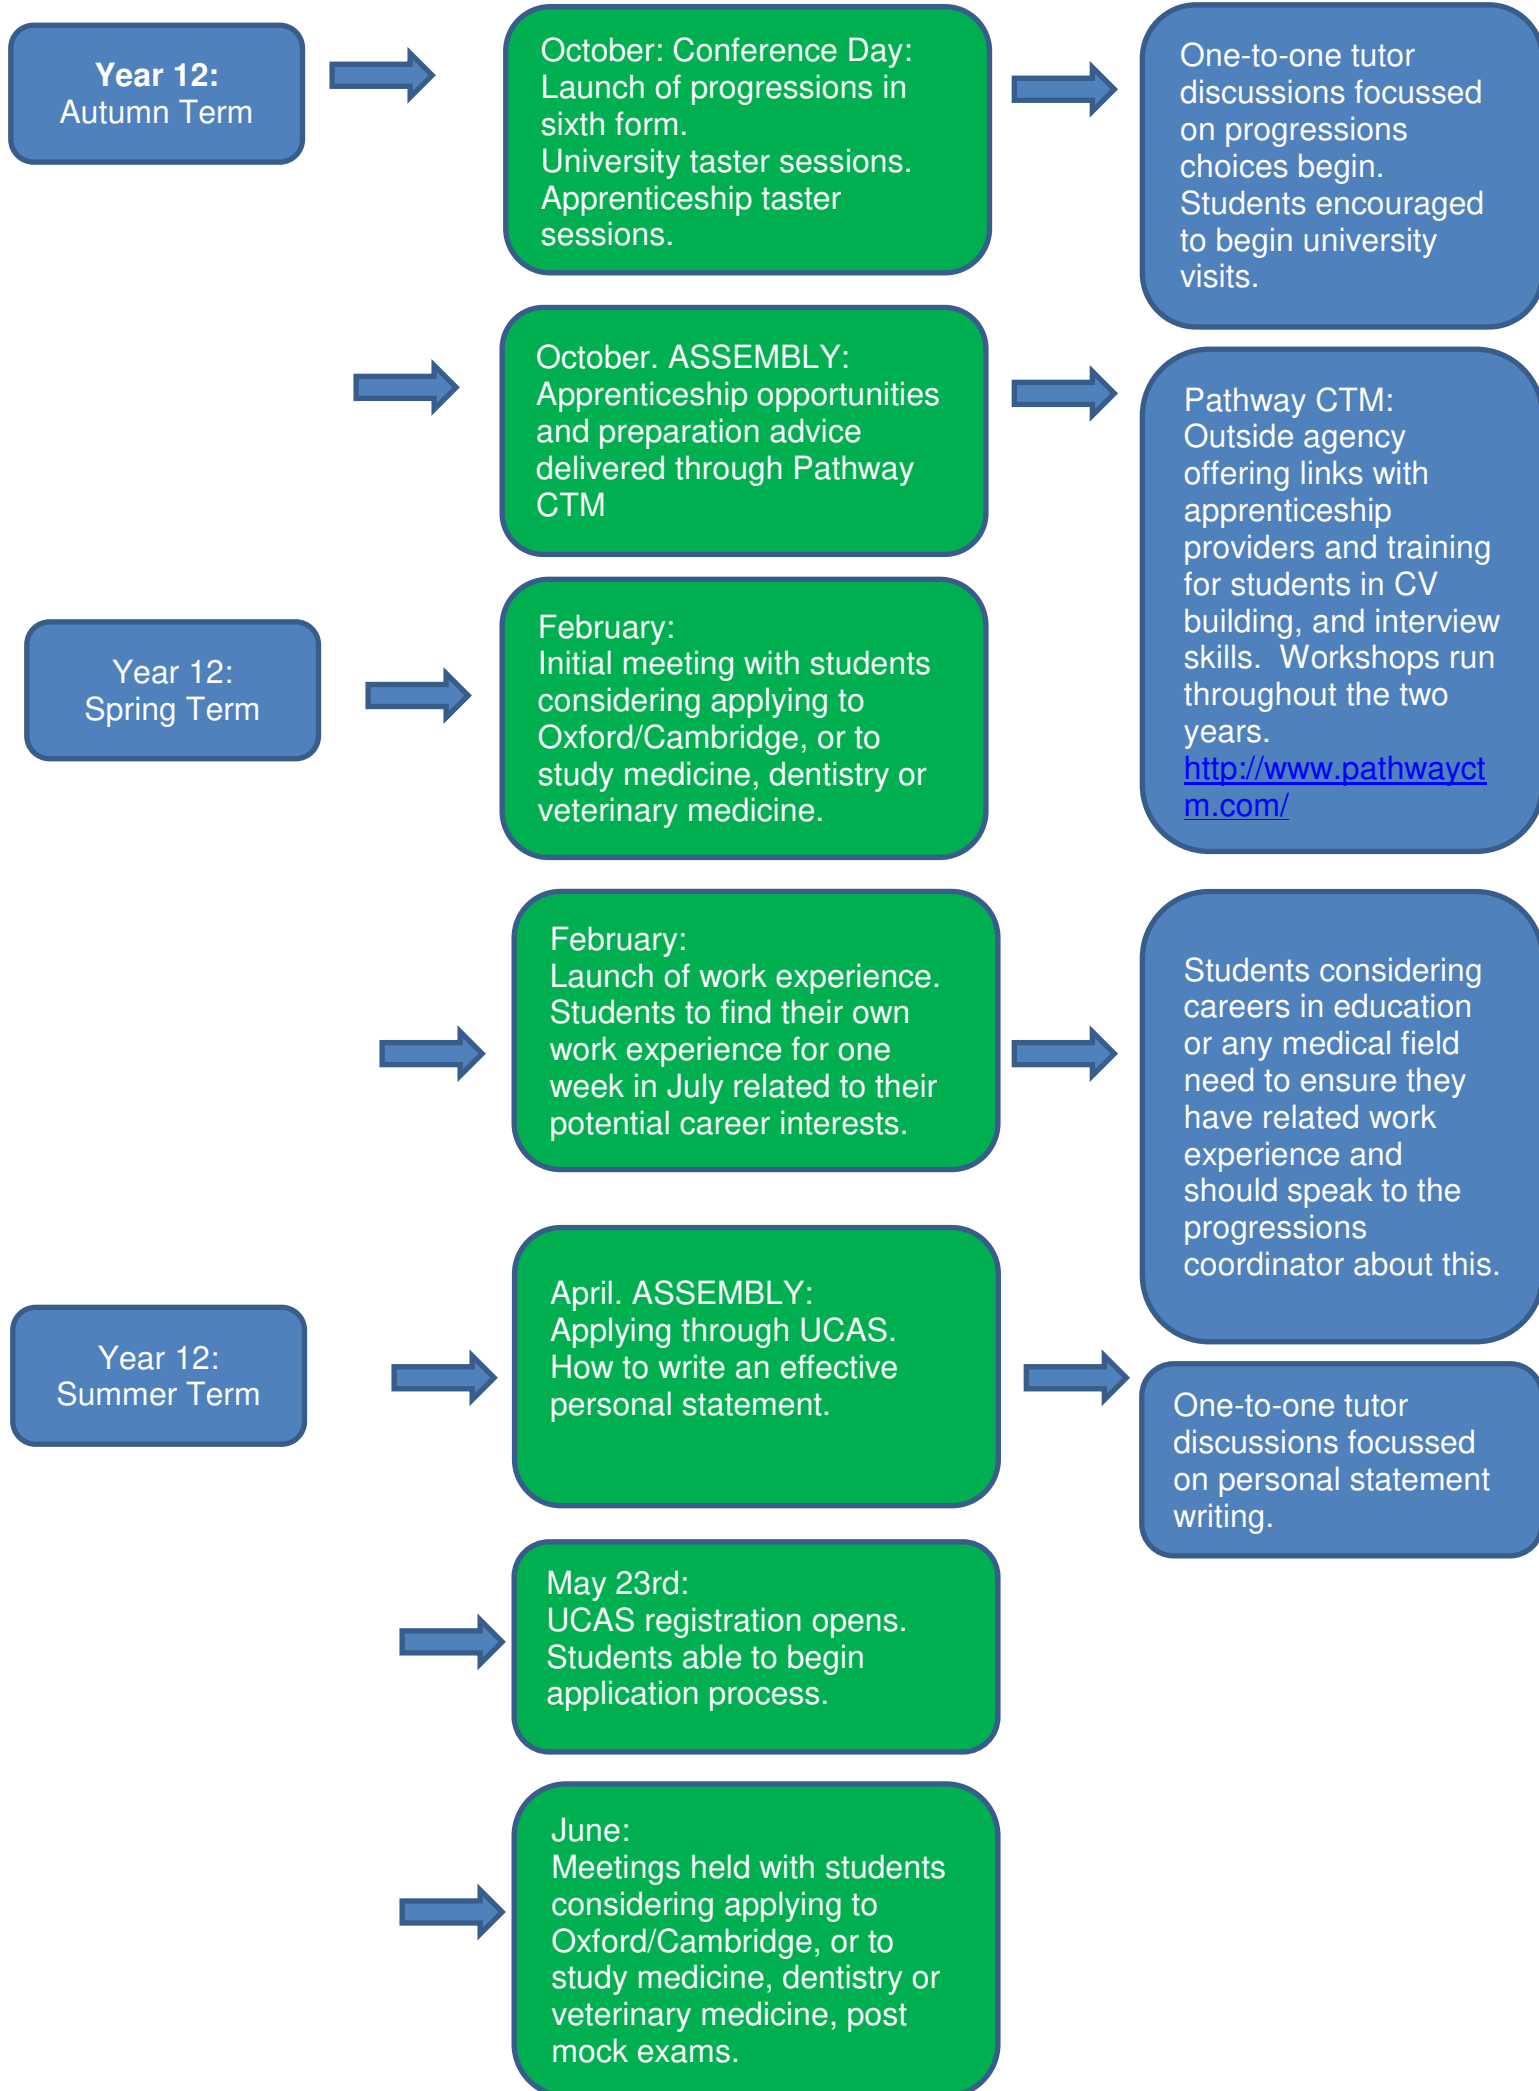 Year 12:
Autumn Term
October: Conference Day:
Launch of progressions in
sixth form.
University taster sessions.
Apprenticeship taster
sessions.
One-to-one tutor
discussions focussed
on progressions
choices begin.
Students encouraged
to begin university
visits.
October. ASSEMBLY:
Apprenticeship opportunities
and preparation advice
delivered through Pathway
CTM
Pathway CTM:
Outside agency
offering links with
apprenticeship
providers and training
for students in CV
building, and interview
skills.  Workshops run
throughout the two
years.
http://www.pathwayct
m.com/
Year 12:
Spring Term
February:
Initial meeting with students
considering applying to
Oxford/Cambridge, or to
study medicine, dentistry or
veterinary medicine.
February:
Launch of work experience.
Students to find their own
work experience for one
week in July related to their
potential career interests.
Students considering
careers in education
or any medical field
need to ensure they
have related work
experience and
should speak to the
progressions
coordinator about this.
Year 12:
Summer Term
April. ASSEMBLY:
Applying through UCAS.
How to write an effective
personal statement.
One-to-one tutor
discussions focussed
on personal statement
writing.
May 23rd:
UCAS registration opens.
Students able to begin
application process.
June:
Meetings held with students
considering applying to
Oxford/Cambridge, or to
study medicine, dentistry or
veterinary medicine, post
mock exams.